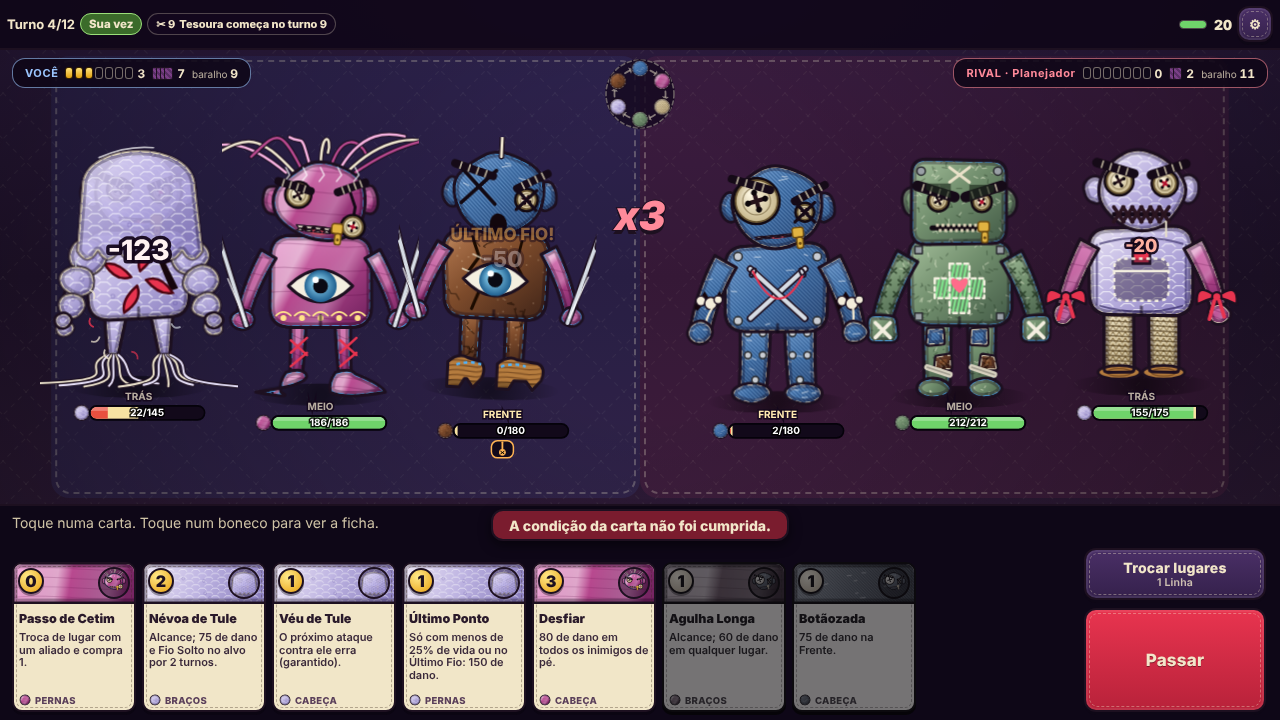 Turno 4/12
Sua vez
✂ 9 Tesoura começa no turno 9
20
VOCÊ 3 7 baralho 9
RIVAL · Planejador 0 2 baralho 11
-123
ÚLTIMO FIO!
-50
x3
-20
TRÁS
22/145
MEIO
186/186
FRENTE
0/180
FRENTE
2/180
MEIO
212/212
TRÁS
155/175
Toque numa carta. Toque num boneco para ver a ficha.
A condição da carta não foi cumprida.
0
Passo de Cetim
Troca de lugar com
um aliado e compra
1.
PERNAS
2
Névoa de Tule
Alcance; 75 de dano
e Fio Solto no alvo
por 2 turnos.
BRAÇOS
1
Véu de Tule
O próximo ataque
contra ele erra
(garantido).
CABEÇA
1
Último Ponto
Só com menos de
25% de vida ou no
Último Fio: 150 de
dano.
PERNAS
3
Desfiar
80 de dano em
todos os inimigos de
pé.
CABEÇA
1
Agulha Longa
Alcance; 60 de dano
em qualquer lugar.
BRAÇOS
1
Botãozada
75 de dano na
Frente.
CABEÇA
Trocar lugares
1 Linha
Passar